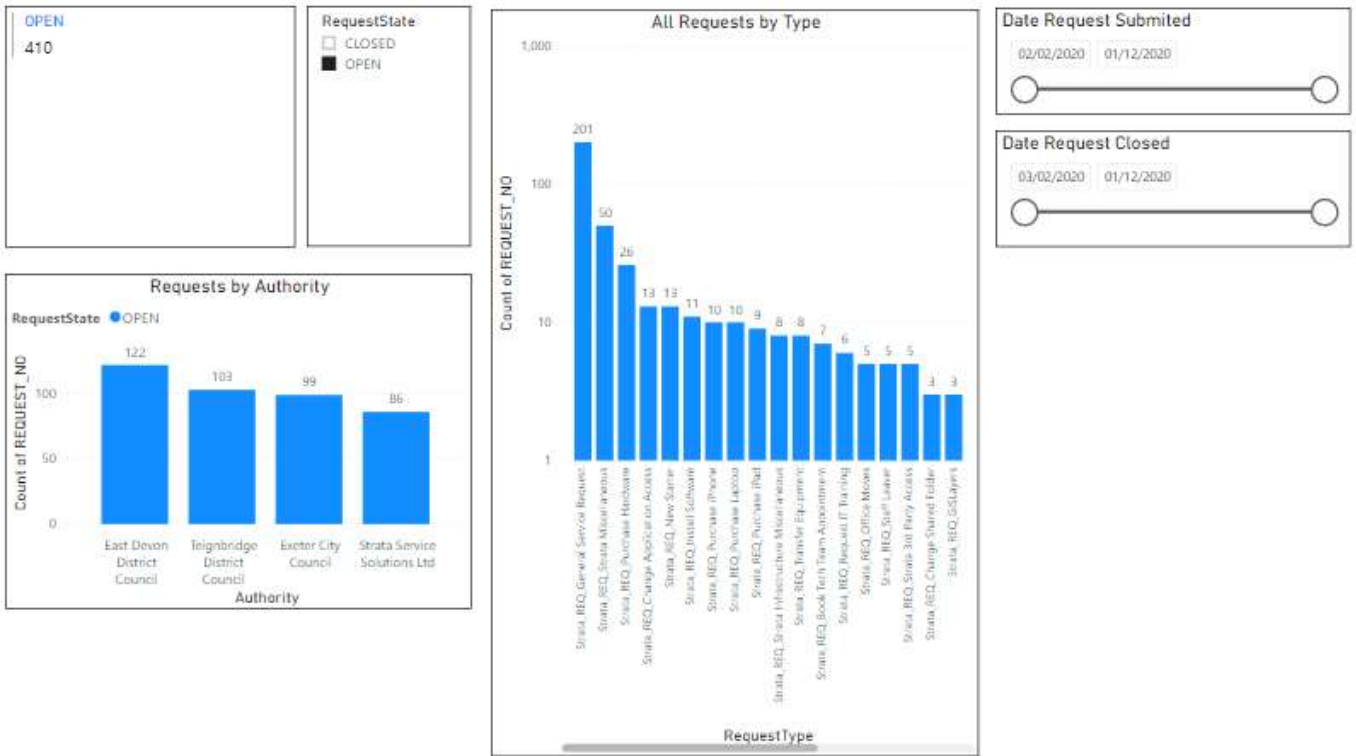 OPEN
410
RequestState
CLOSED
OPEN
Requests by Authority
RequestState OPEN
Count of REQUEST_NO
100
50
0
122
103
99
86
East Devon District Council
Teignbridge District Council
Exeter City Council
Strata Service Solutions Ltd
Authority
All Requests by Type
Count of REQUEST_NO
1,000
100
10
1
201
50
26
13
13
11
10
10
9
8
8
7
6
5
5
5
3
3
Strata_REQ_General Service Request
Strata_REQ_Strata Miscellaneous
Strata_REQ_Purchase Hardware
Strata_REQ_Change Application Access
Strata_REQ_New Starter
Strata_REQ_Install Software
Strata_REQ_Purchase iPhone
Strata_REQ_Purchase Laptop
Strata_REQ_Purchase iPad
Strata_REQ_Strata Infrastructure Miscellaneous
Strata_REQ_Transfer Equipment
Strata_REQ_Book Tech Team Appointment
Strata_REQ_Request IT Training
Strata_REQ_Office Moves
Strata_REQ_Staff Leaver
Strata_REQ_Strata 3rd Party Access
Strata_REQ_Change Shared Folder
Strata_REQ_GISLayers
RequestType
Date Request Submited
02/02/2020 01/12/2020
Date Request Closed
03/02/2020 01/12/2020